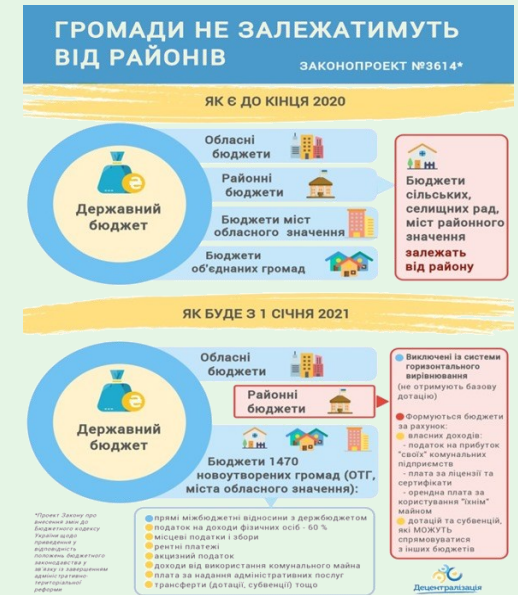 ГРОМАДИ НЕ ЗАЛЕЖАТИМУТЬ
ВІД РАЙОНІВ
ЗАКОНОПРОЕКТ №3614*
ЯК Є ДО КІНЦЯ 2020
Державний
бюджет
Обласні
бюджети
Районні
бюджети
Бюджети міст
обласного значення
Бюджети
об'єднаних громад
Бюджети
сільських,
селищних рад,
міст районного
значення
залежать
від району
ЯК БУДЕ З 1 СІЧНЯ 2021
Державний
бюджет
Обласні
бюджети
Районні
бюджети
Бюджети 1470
новоутворених громад (ОТГ,
міста обласного значення):
прямі міжбюджетні відносини з держбюджетом
податок на доходи фізичних осіб - 60 %
місцеві податки і збори
рентні платежі
акцизний податок
доходи від використання комунального майна
плата за надання адміністративних послуг
трансферти (дотації, субвенції) тощо
Виключені із системи
горизонтального
вирівнювання
(не отримують базову
дотацію)
Формуються бюджети
за рахунок:
власних доходів:
- податок на прибуток
"своїх" комунальних
підприємств
- плата за ліцензії та
сертифікати
- орендна плата за
користування "їхнім"
майном
дотацій та субвенцій,
які МОЖУТЬ
спрямовуватися
з інших бюджетів
*Проект Закону про
внесення змін до
Бюджетного кодексу
України щодо
приведення у
відповідність
положень бюджетного
законодавства у
зв'язку із завершенням
адміністративно-
територіальної
реформи
Децентралізація